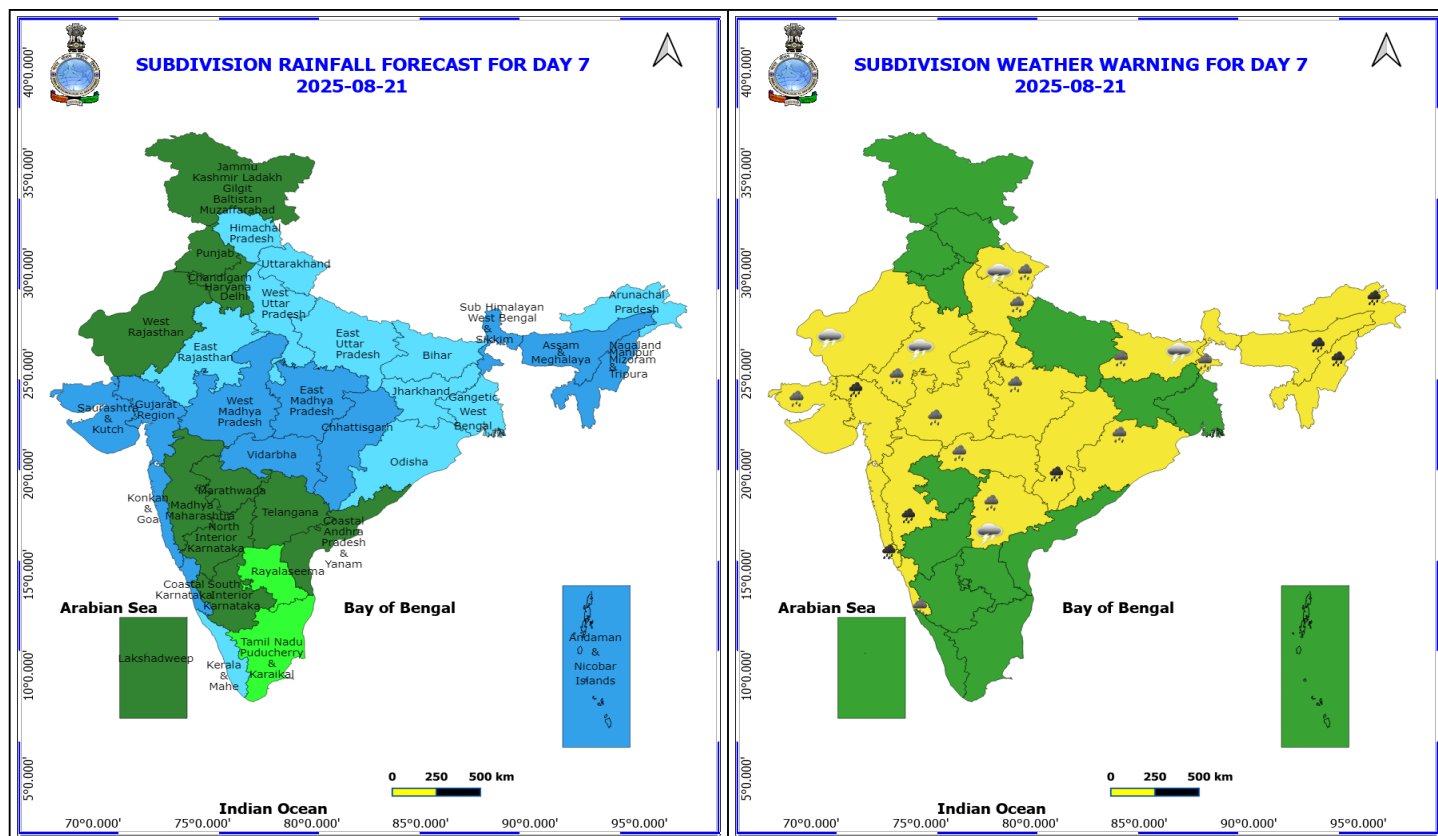 SUBDIVISION RAINFALL FORECAST FOR DAY 7
2025-08-21
40°0.000'
35°0.000'
30°0.000'
25°0.000'
20°0.000'
15°0.000'
10°0.000'
5°0.000'
Jammu
Kashmir Ladakh
Gilgit
Baltistan
Muzaffarabad
Himachal
Pradesh
Punjab
Uttarakhand
Chandigarh
Haryana
Delhi
West
Uttar
Pradesh
West
Rajasthan
East
Rajasthan
East
Uttar
Pradesh
Bihar
Sub Himalayan
West Bengal
&
Sikkim
Arunachal
Pradesh
Assam
&
Meghalaya
Nagaland
Manipur
Mizoram
&
Tripura
Jharkhand
Gangetic
West
Bengal
Saurashtra
&
Kutch
Gujarat
Region
West
Madhya
Pradesh
East
Madhya
Pradesh
Chhattisgarh
Vidarbha
Odisha
Konkan
&
Goa
Marathwada
Madhya
Maharashtra
North
Interior
Karnataka
Telangana
Coastal
Andhra
Pradesh
&
Yanam
Rayalaseema
Coastal
Karnataka
South
Interior
Karnataka
Tamil Nadu
Puducherry
&
Karaikal
Kerala
&
Mahe
Arabian Sea
Bay of Bengal
Lakshadweep
Andaman
&
Nicobar
Islands
0 250 500 km
Indian Ocean
70°0.000' 75°0.000' 80°0.000' 85°0.000' 90°0.000' 95°0.000'
SUBDIVISION WEATHER WARNING FOR DAY 7
2025-08-21
40°0.000'
35°0.000'
30°0.000'
25°0.000'
20°0.000'
15°0.000'
10°0.000'
5°0.000'
Arabian Sea
Bay of Bengal
0 250 500 km
Indian Ocean
70°0.000' 75°0.000' 80°0.000' 85°0.000' 90°0.000' 95°0.000'